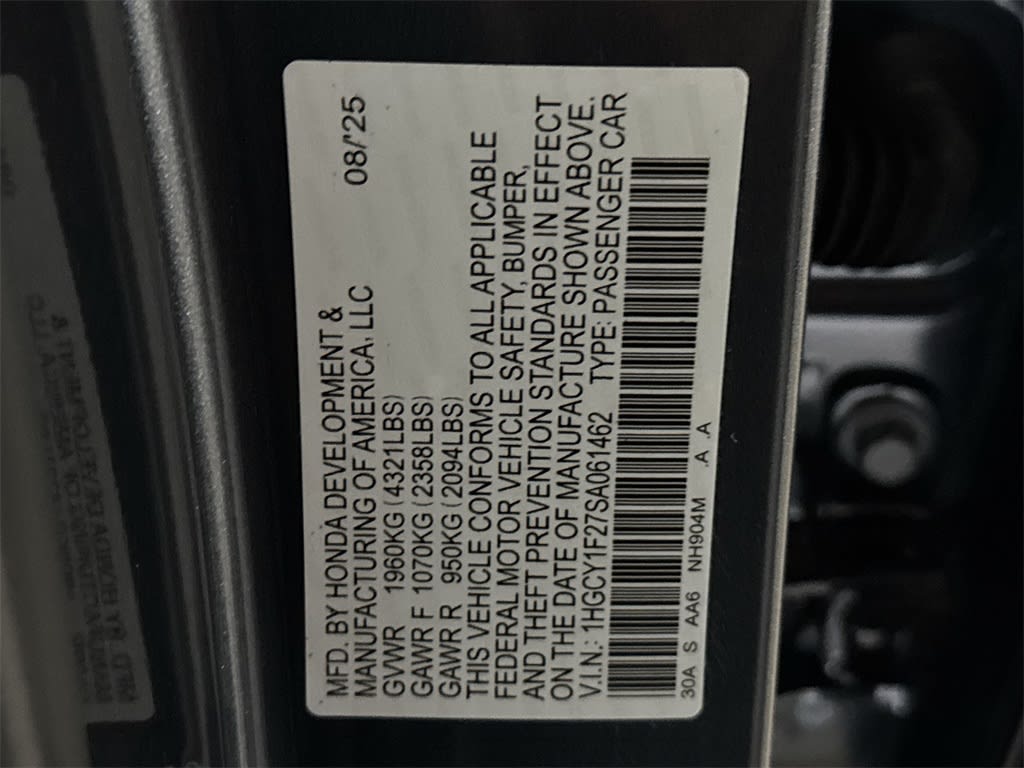 MFD. BY HONDA DEVELOPMENT &
MANUFACTURING OF AMERICA, LLC 08/'25
GVWR 1960KG (4321LBS)
GAWR F 1070KG (2358LBS)
GAWR R 950KG (2094LBS)
THIS VEHICLE CONFORMS TO ALL APPLICABLE
FEDERAL MOTOR VEHICLE SAFETY, BUMPER,
AND THEFT PREVENTION STANDARDS IN EFFECT
ON THE DATE OF MANUFACTURE SHOWN ABOVE.
V.I.N.: 1HGCY1F27SA061462 TYPE: PASSENGER CAR
30A S AA6 NH904M .A .A